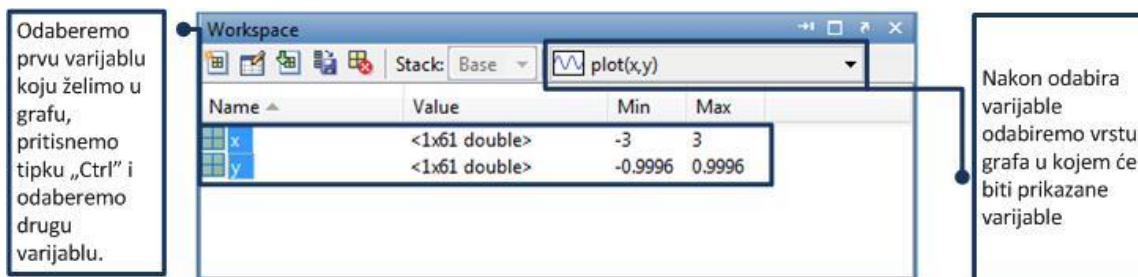 Odaberemo
prvu varijablu
koju želimo u
grafu,
pritisnemo
tipku „Ctrl” i
odaberemo
drugu
varijablu.
Workspace
Stack: Base plot(x,y)
Name Value Min Max
x <1x61 double> -3 3
y <1x61 double> -0.9996 0.9996
Nakon odabira
varijable
odabiremo vrstu
grafa u kojem će
biti prikazane
varijable